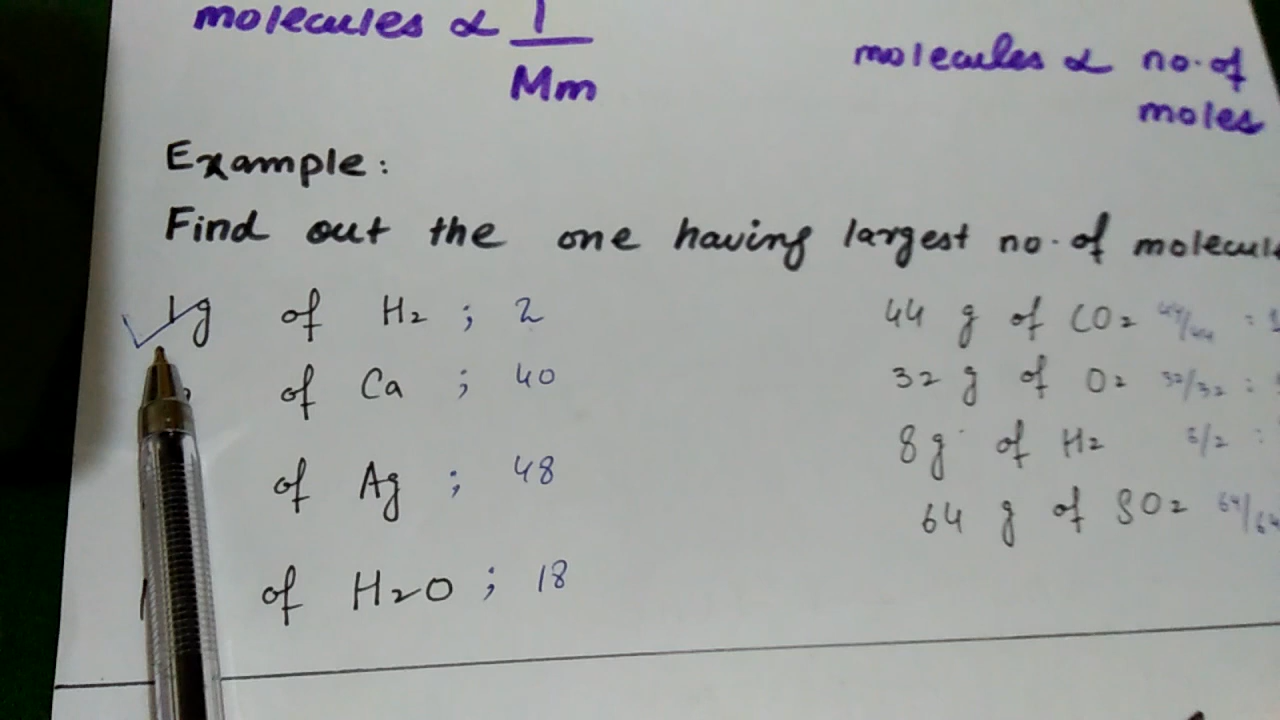 molecules ∝ 1
Mm
molecules ∝ no. of
moles
Example:
Find out the one having largest no. of
1g of H2 ; 2
of Ca ; 40
of Ag ; 48
of H2O ; 18
44 g of CO2 44/44 :
32 g of O2 32/32 :
8g of H2 8/2 :
64 g of SO2 64/64